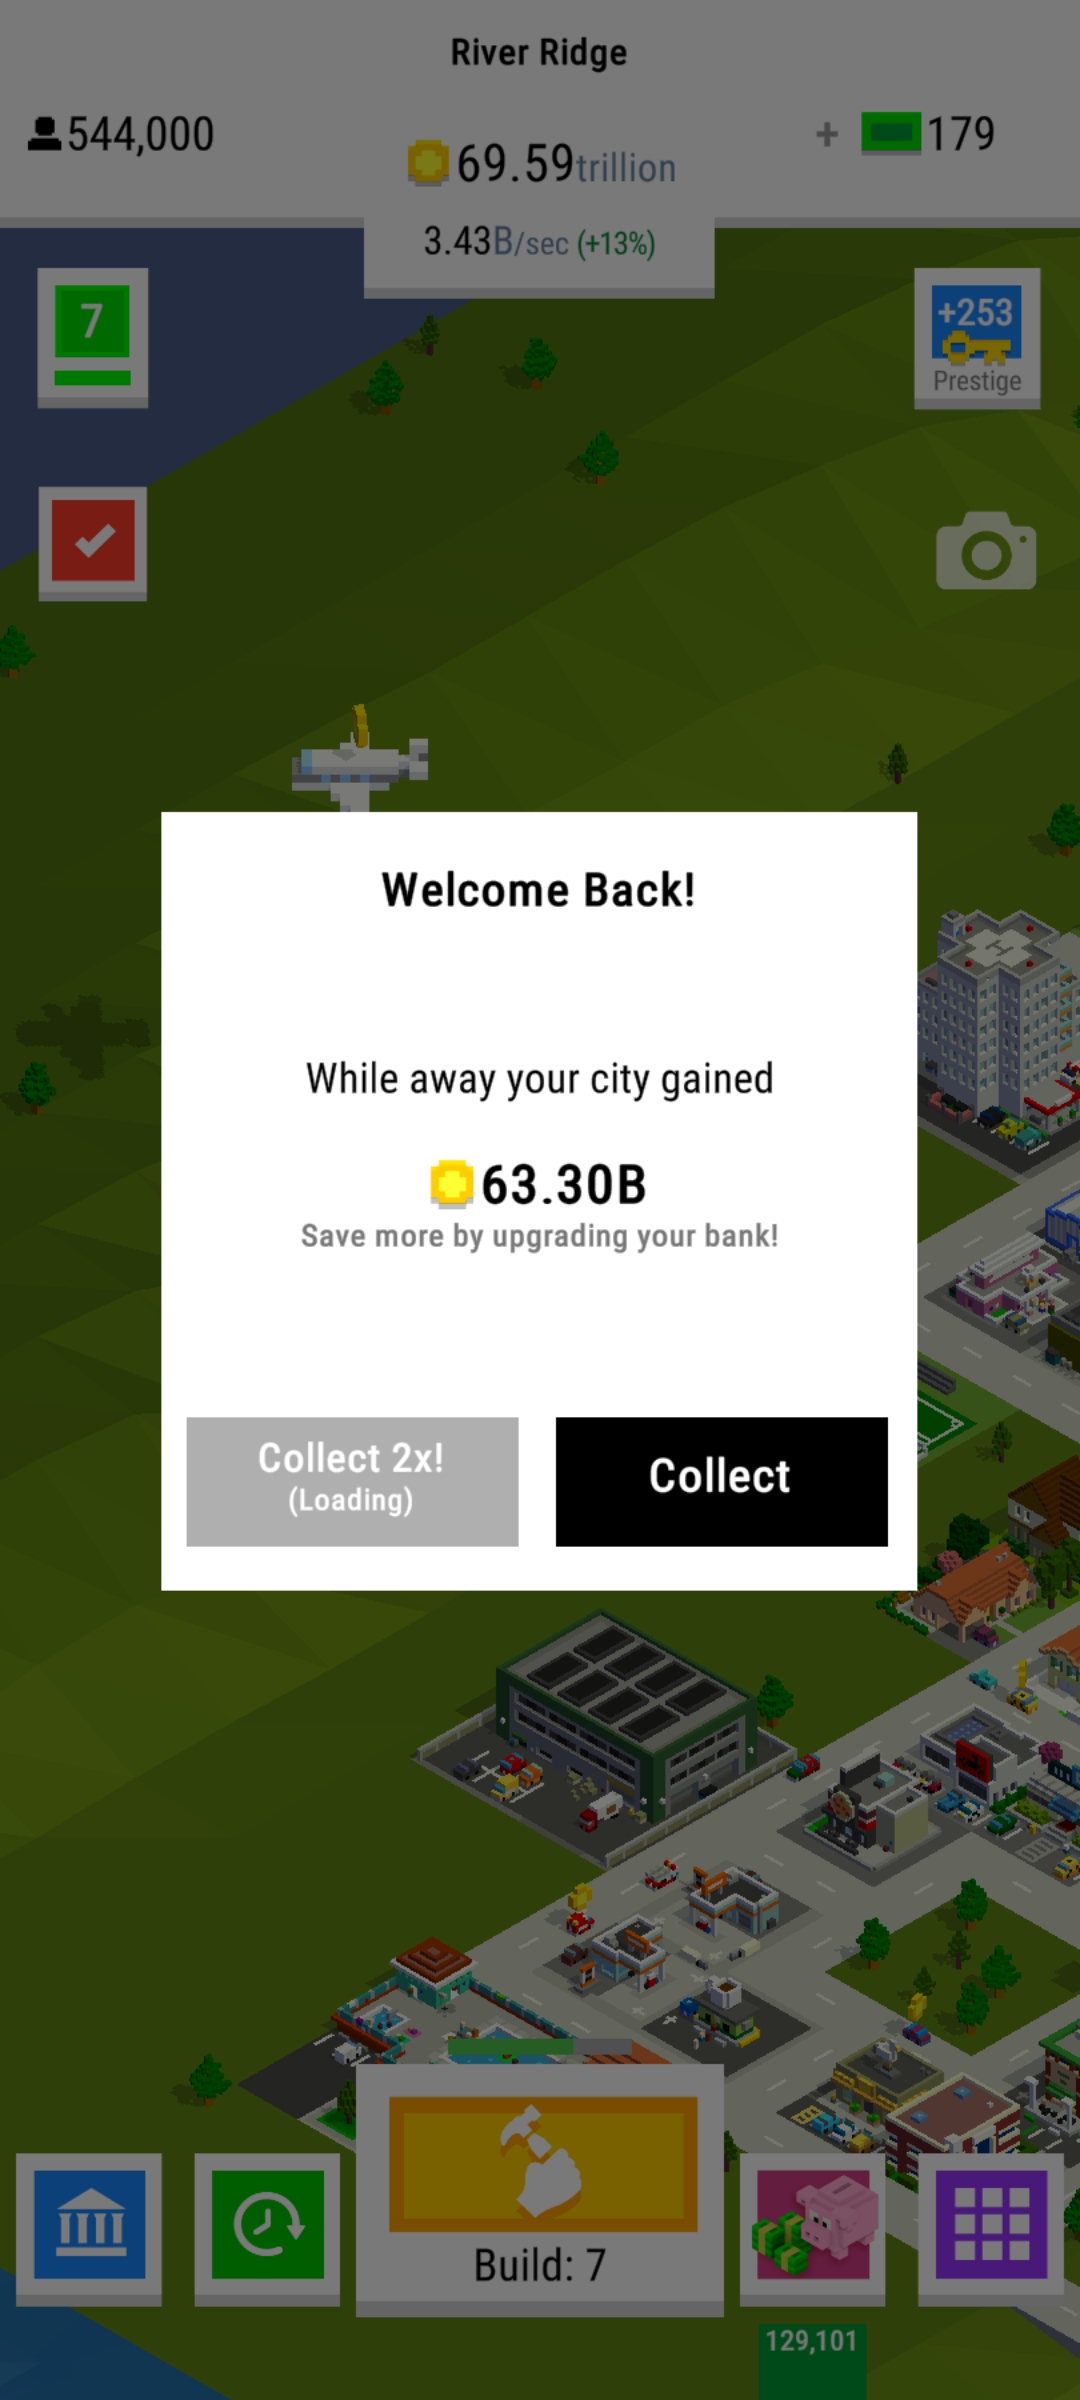 River Ridge
544,000
69.59trillion
+ 179
3.43B/sec (+13%)
7
+253
Prestige
Welcome Back!
While away your city gained
63.30B
Save more by upgrading your bank!
Collect 2x!
(Loading)
Collect
Build: 7
129,101